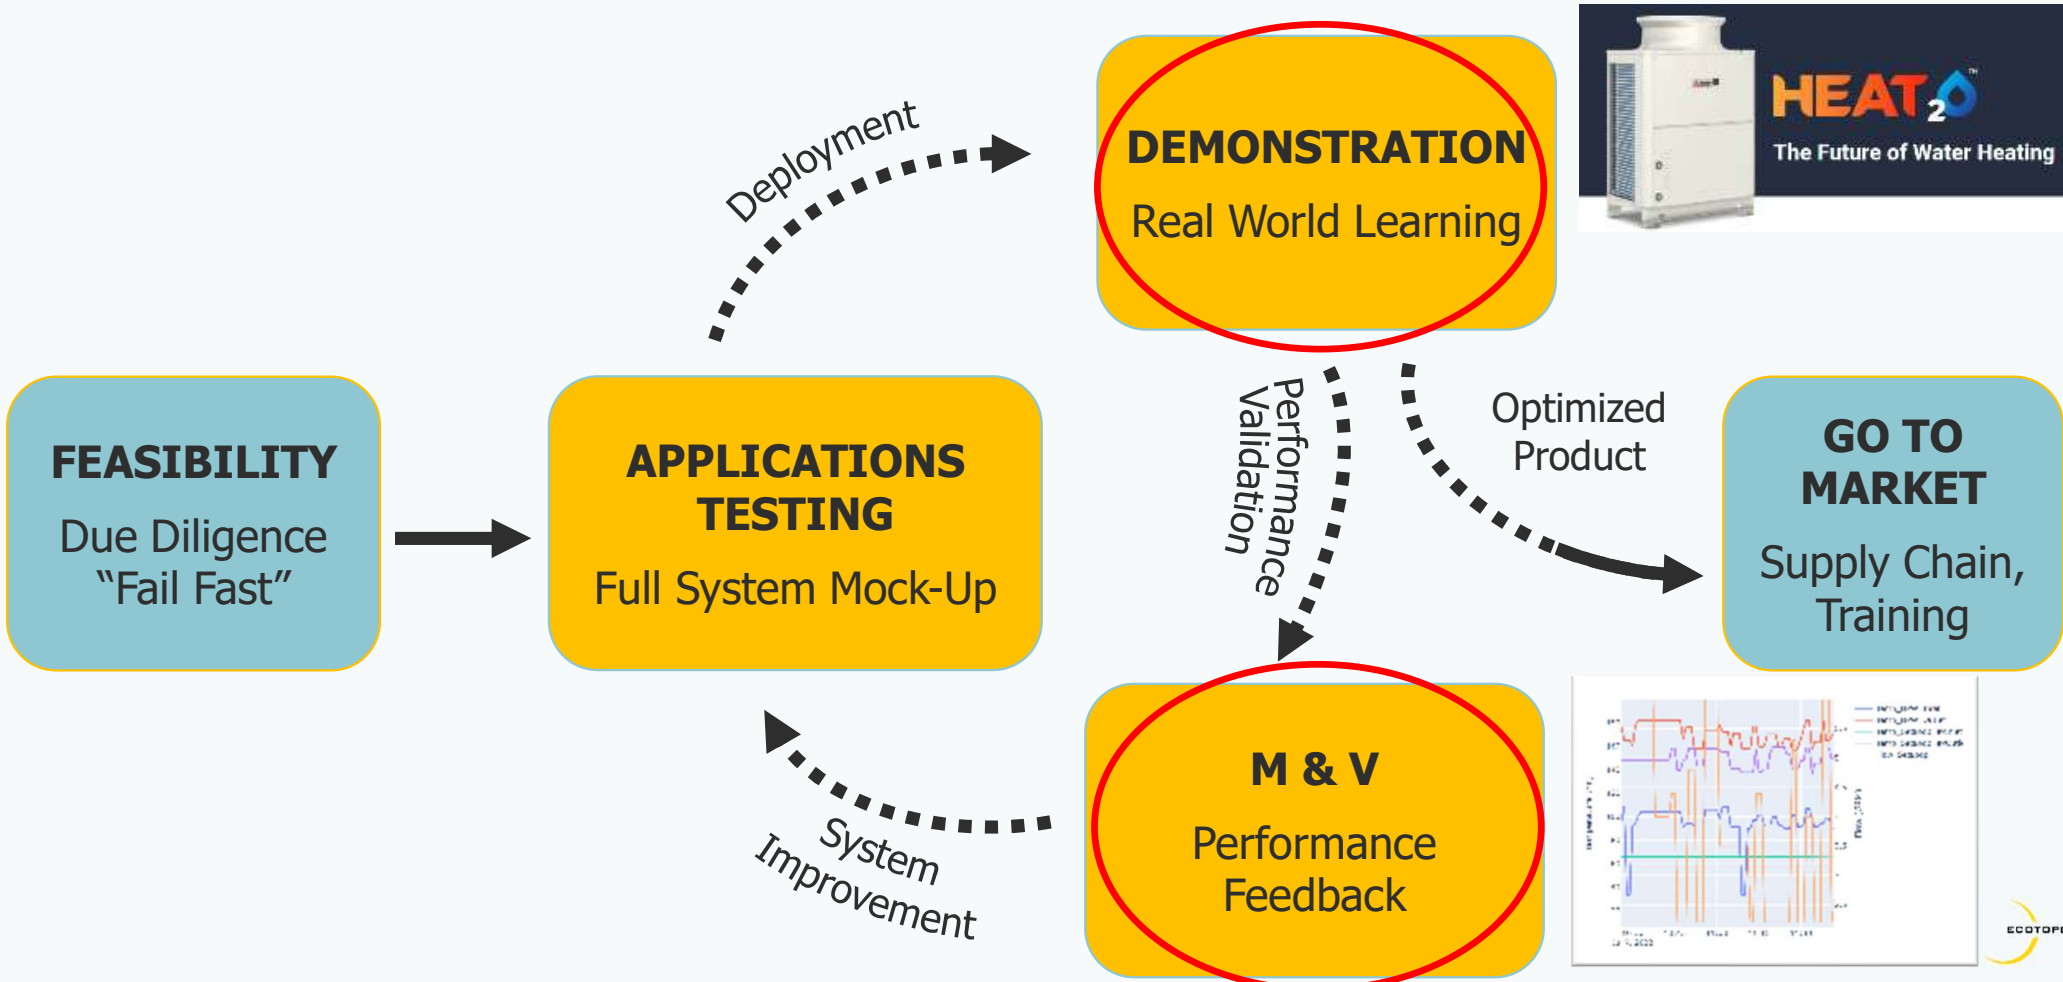 FEASIBILITY
Due Diligence
“Fail Fast”
APPLICATIONS
TESTING
Full System Mock-Up
Deployment
DEMONSTRATION
Real World Learning
HEAT2O™
The Future of Water Heating
Performance
Validation
Optimized
Product
GO TO
MARKET
Supply Chain,
Training
M & V
Performance
Feedback
System
Improvement